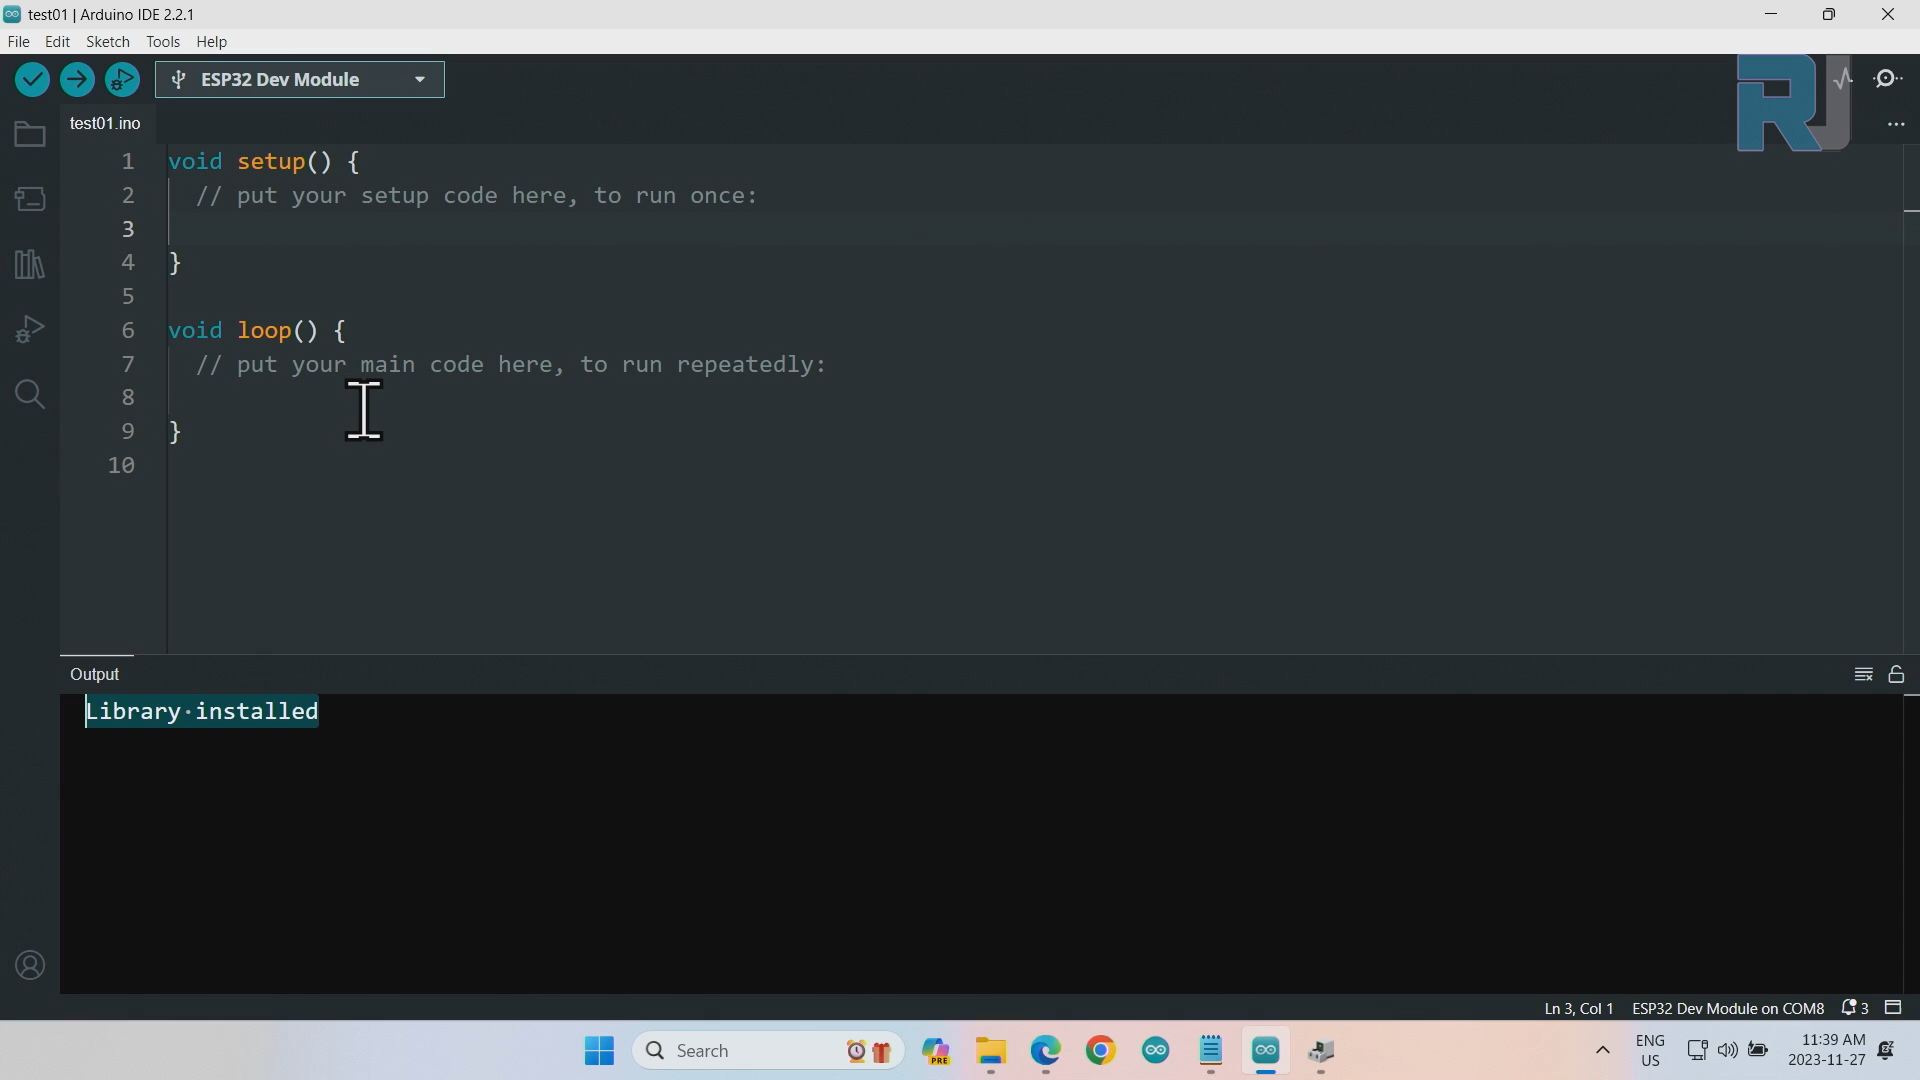 test01 | Arduino IDE 2.2.1
File Edit Sketch Tools Help
ESP32 Dev Module
RJ
test01.ino
1 void setup() {
2 // put your setup code here, to run once:
3
4 }
5
6 void loop() {
7 // put your main code here, to run repeatedly:
8
9 }
10
Output
Library·installed
Ln 3, Col 1 ESP32 Dev Module on COM8 3
Search
PRE
ENG
US
11:39 AM
2023-11-27